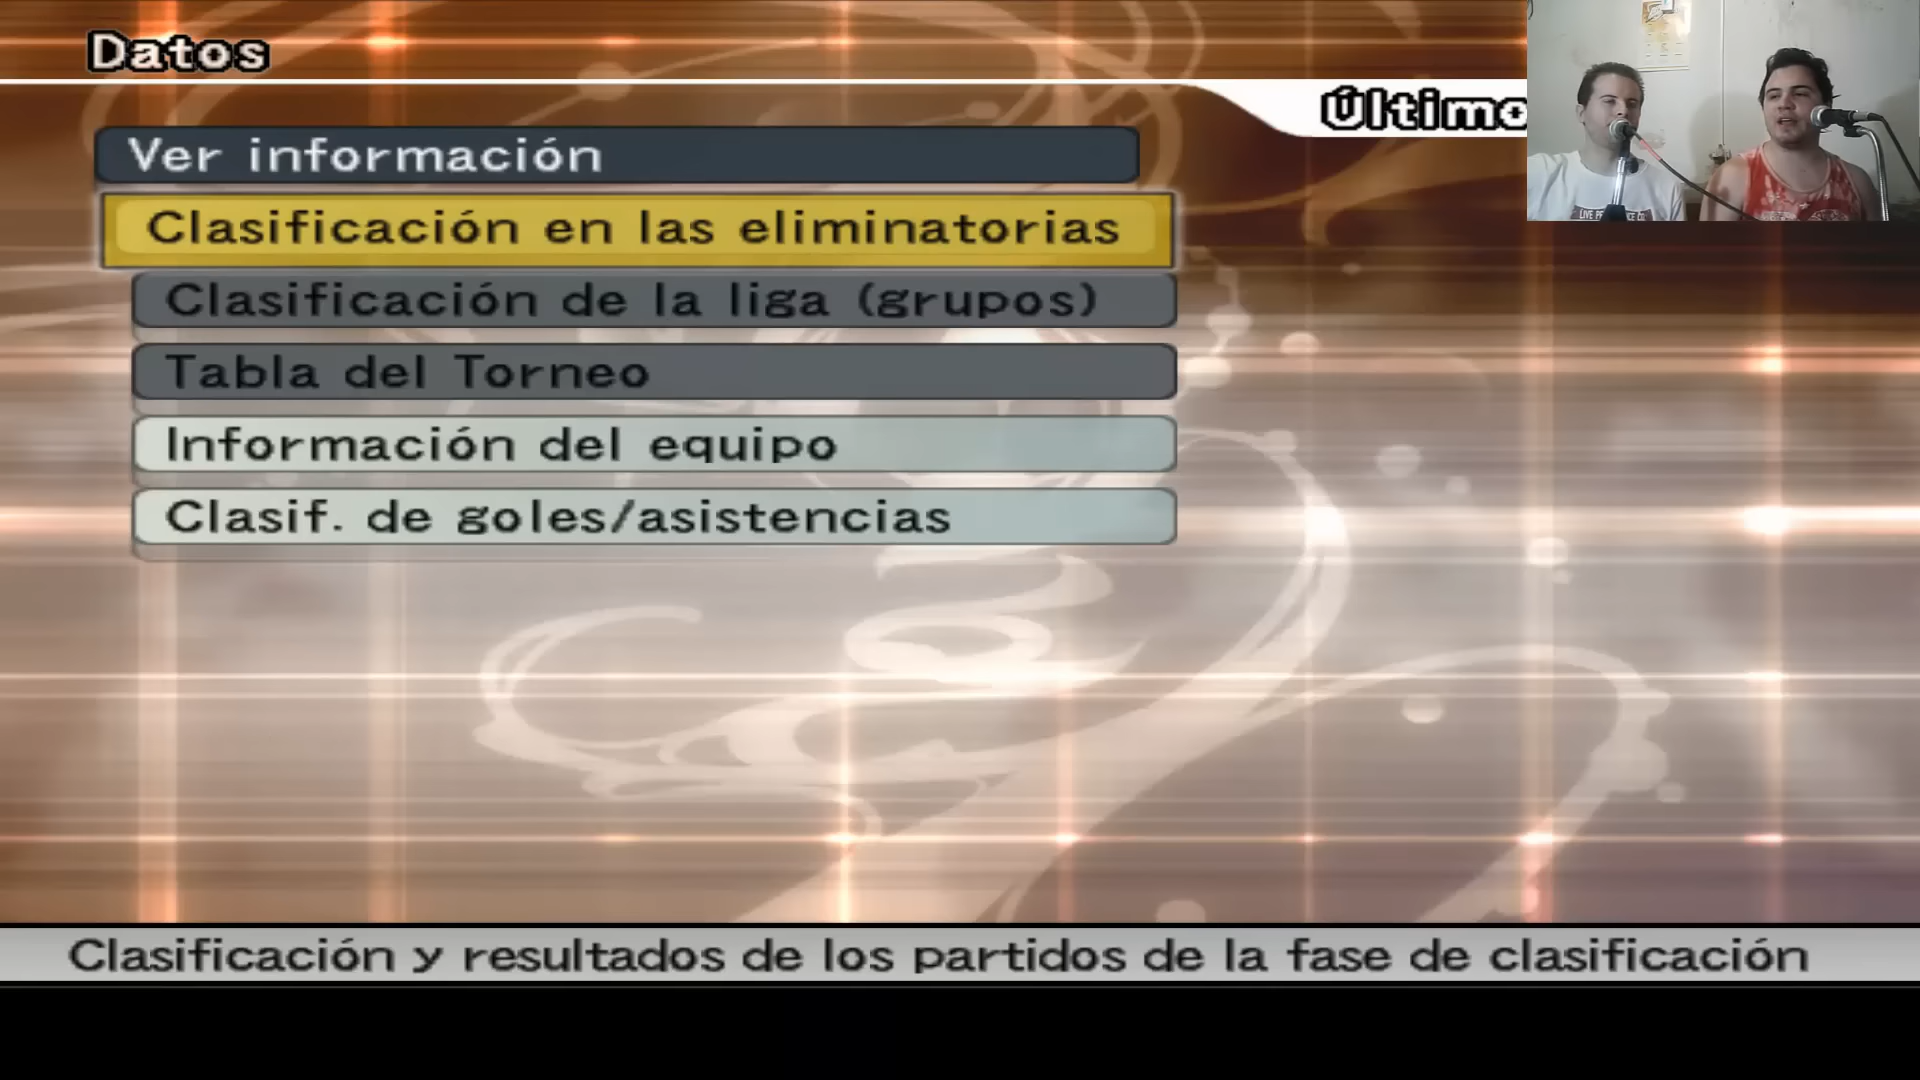 Datos
Último
Ver información
Clasificación en las eliminatorias
Clasificación de la liga (grupos)
Tabla del Torneo
Información del equipo
Clasif. de goles/asistencias
Clasificación y resultados de los partidos de la fase de clasificación